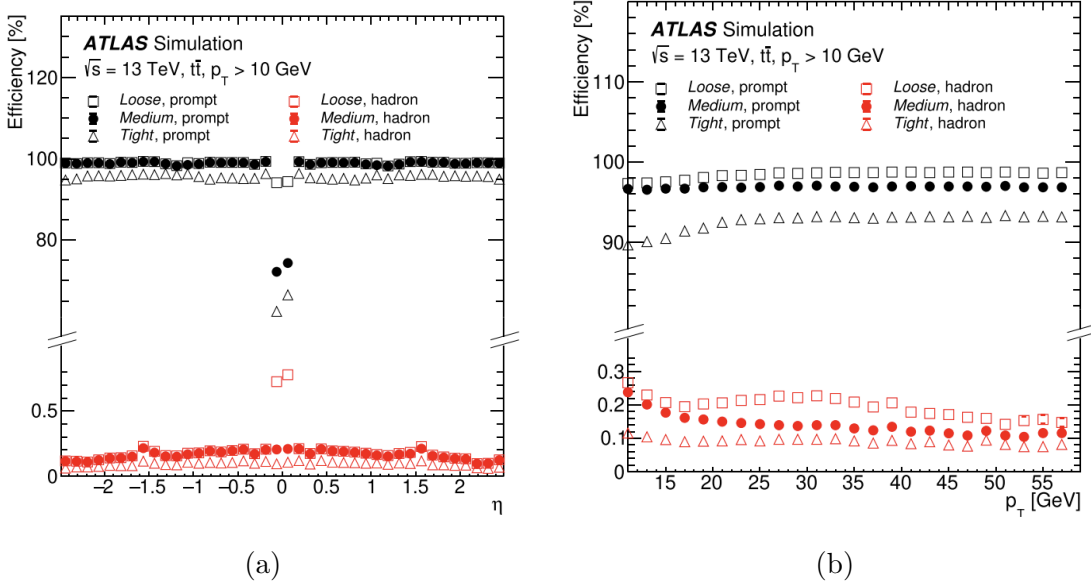 Efficiency [%]
ATLAS Simulation
√s = 13 TeV, tt̄, p_T > 10 GeV
Loose, prompt
Medium, prompt
Tight, prompt
Loose, hadron
Medium, hadron
Tight, hadron
120
100
80
0.5
0
−2 −1.5 −1 −0.5 0 0.5 1 1.5 2
η
(a)
Efficiency [%]
ATLAS Simulation
√s = 13 TeV, tt̄, p_T > 10 GeV
Loose, prompt
Medium, prompt
Tight, prompt
Loose, hadron
Medium, hadron
Tight, hadron
110
100
90
0.3
0.2
0.1
0
15 20 25 30 35 40 45 50 55
p_T [GeV]
(b)